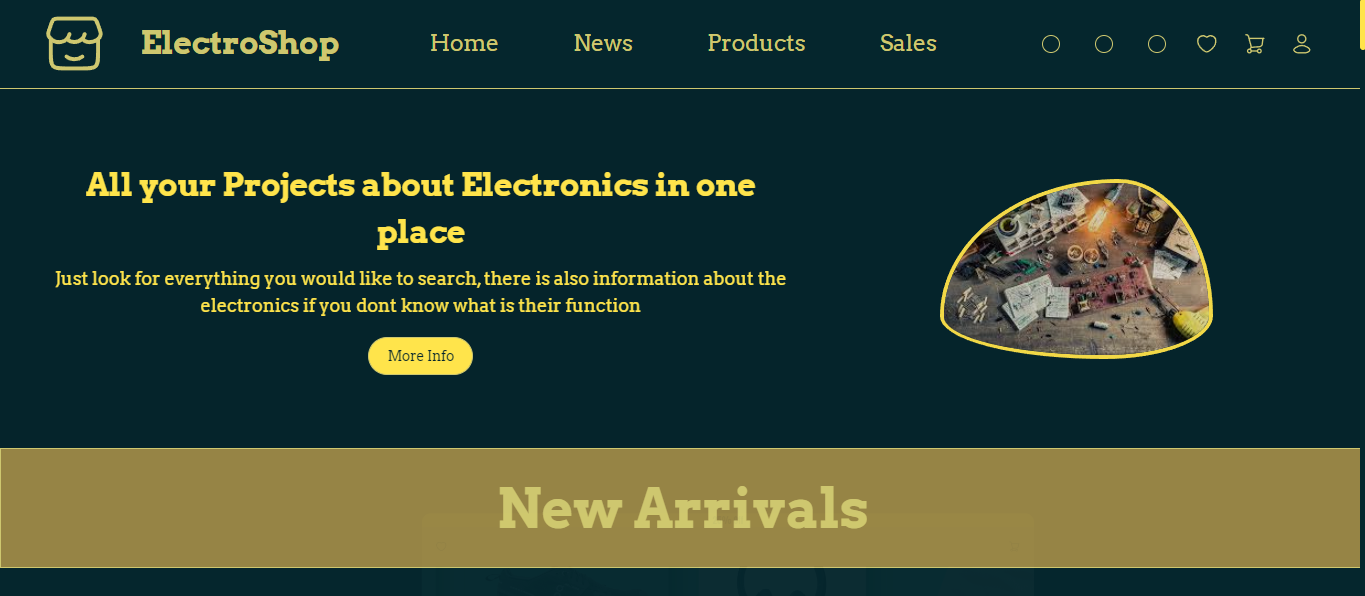 ElectroShop
Home
News
Products
Sales
All your Projects about Electronics in one
place
Just look for everything you would like to search, there is also information about the
electronics if you dont know what is their function
More Info
New Arrivals